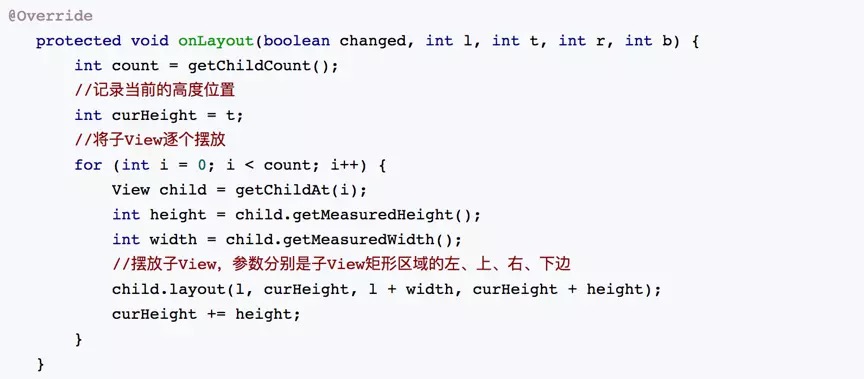 @Override
    protected void onLayout(boolean changed, int l, int t, int r, int b) {
        int count = getChildCount();
        //记录当前的高度位置
        int curHeight = t;
        //将子View逐个摆放
        for (int i = 0; i < count; i++) {
            View child = getChildAt(i);
            int height = child.getMeasuredHeight();
            int width = child.getMeasuredWidth();
            //摆放子View，参数分别是子View矩形区域的左、上、右、下边
            child.layout(l, curHeight, l + width, curHeight + height);
            curHeight += height;
        }
    }